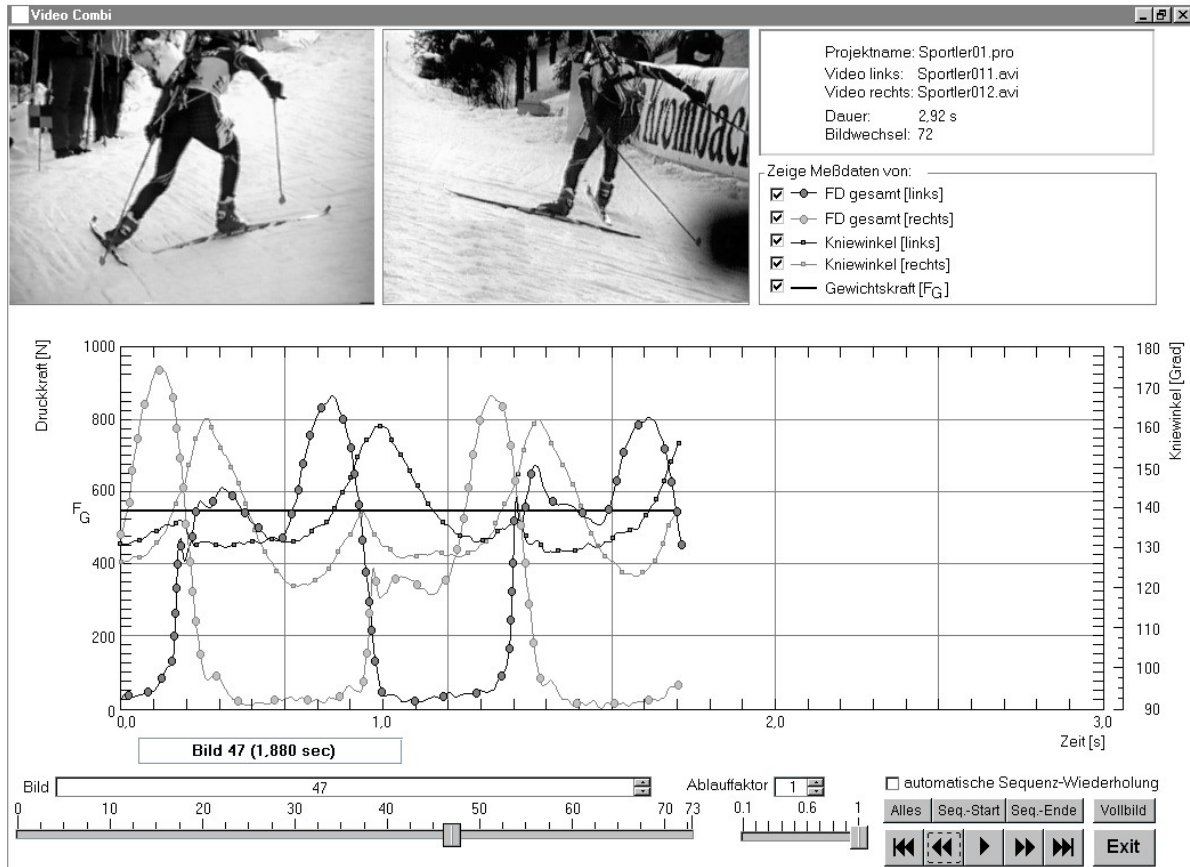 Video Combi
Krombach
Projektname: Sportler01.pro
Video links: Sportler011.avi
Video rechts: Sportler012.avi
Dauer: 2,92 s
Bildwechsel: 72
Zeige Meßdaten von:
FD gesamt [links]
FD gesamt [rechts]
Kniewinkel [links]
Kniewinkel [rechts]
Gewichtskraft [FG]
Druckkraft [N]
1000
800
600
FG
400
200
0
180
170
160
150
140
130
120
110
100
90
Kniewinkel [Grad]
0,0 1,0 2,0 3,0
Zeit [s]
Bild 47 (1,880 sec)
Bild 47
0 10 20 30 40 50 60 70 73
Ablauffaktor 1
0.1 0.6 1
automatische Sequenz-Wiederholung
Alles Seq.-Start Seq.-Ende Vollbild
Exit